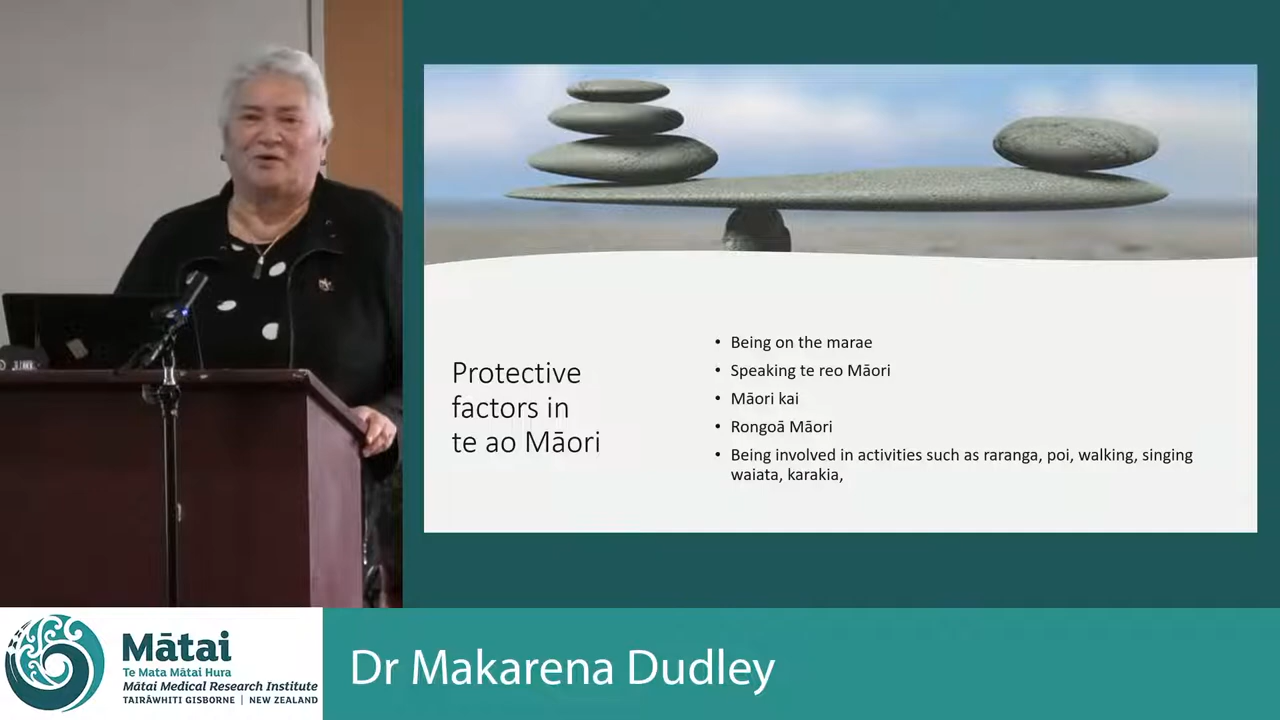 Protective
factors in
te ao Māori
• Being on the marae
• Speaking te reo Māori
• Māori kai
• Rongoā Māori
• Being involved in activities such as raranga, poi, walking, singing
waiata, karakia,
Mātai
Te Mata Mātai Hura
Mātai Medical Research Institute
TAIRĀWHITI GISBORNE | NEW ZEALAND
Dr Makarena Dudley